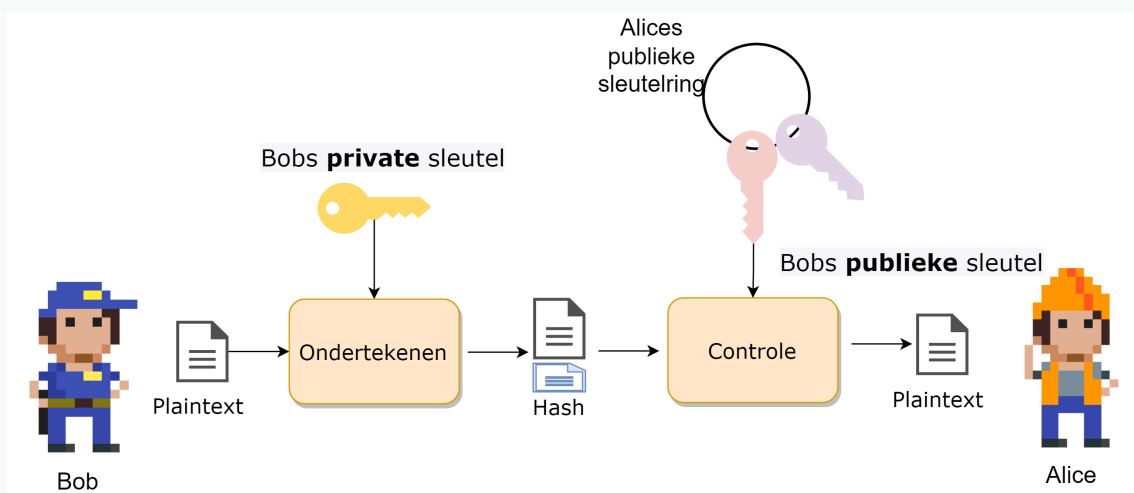 Alices
publieke
sleutelring
Bobs private sleutel
Bobs publieke sleutel
Ondertekenen
Controle
Plaintext
Hash
Plaintext
Bob
Alice